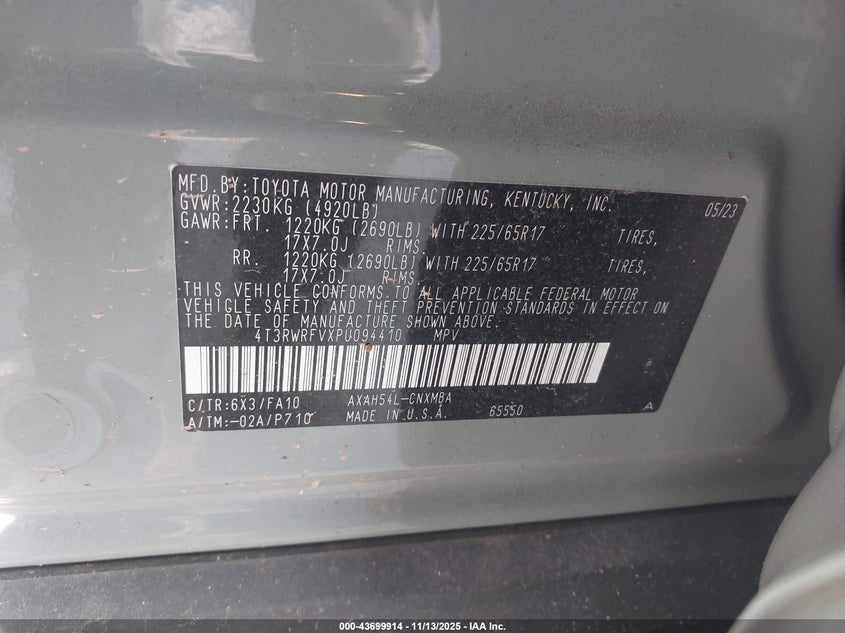 MFD.BY:TOYOTA MOTOR MANUFACTURING, KENTUCKY, INC. 05/23
GVWR:2230KG (4920LB)
GAWR:FRT. 1220KG (2690LB) WITH 225/65R17 TIRES,
17X7.0J RIMS,
RR. 1220KG (2690LB) WITH 225/65R17 TIRES,
17X7.0J RIMS
THIS VEHICLE CONFORMS TO ALL APPLICABLE FEDERAL MOTOR
VEHICLE SAFETY AND THEFT PREVENTION STANDARDS IN EFFECT ON
THE DATE OF MANUFACTURE SHOWN ABOVE.
4T3RWRFVXPU094410 MPV
C/TR:6X3/FA10 AXAH54L-CNXMBA
A/TM:-02A/P710 MADE IN U.S.A. 65550 A
000-43699914 - 11/13/2025 - IAA Inc.